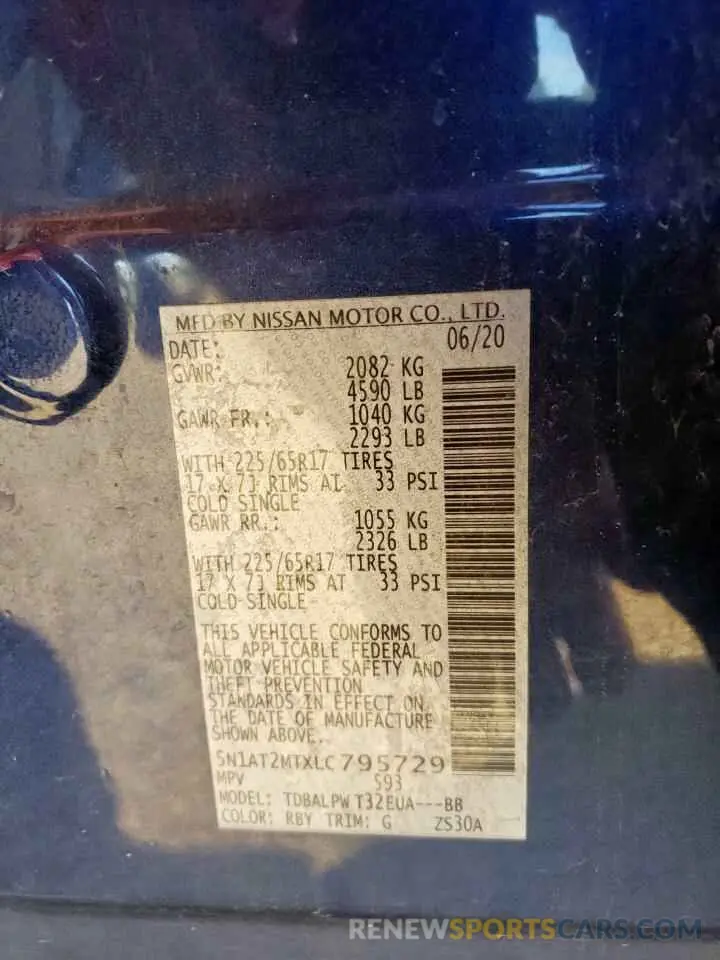 MFD BY NISSAN MOTOR CO., LTD.
DATE: 06/20
GVWR: 2082 KG
4590 LB
GAWR FR.: 1040 KG
2293 LB
WITH 225/65R17 TIRES
17 X 7J RIMS AT 33 PSI
COLD SINGLE
GAWR RR.: 1055 KG
2326 LB
WITH 225/65R17 TIRES
17 X 7J RIMS AT 33 PSI
COLD SINGLE
THIS VEHICLE CONFORMS TO
ALL APPLICABLE FEDERAL
MOTOR VEHICLE SAFETY AND
THEFT PREVENTION
STANDARDS IN EFFECT ON
THE DATE OF MANUFACTURE
SHOWN ABOVE.
5N1AT2MTXLC795729
MPV S93
MODEL: TDBALPW T32EUA---BB
COLOR: RBY TRIM: G ZS30A
RENEWSPORTSCARS.COM